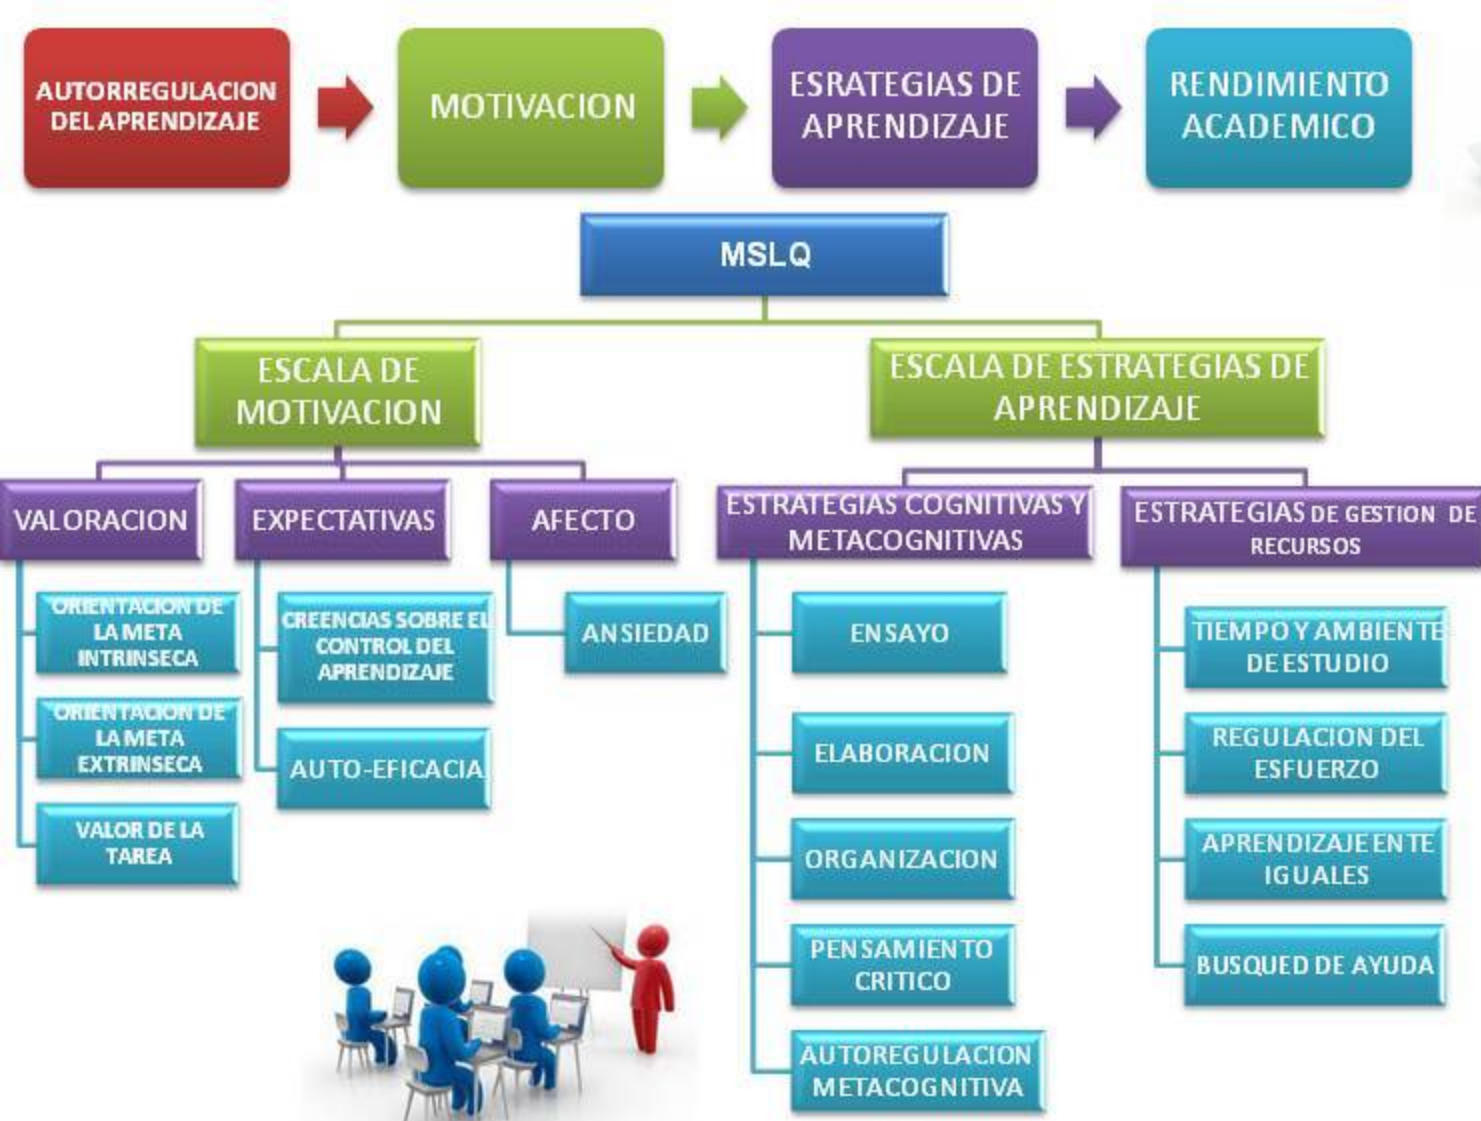 AUTORREGULACION
DEL APRENDIZAJE
MOTIVACION
ESRATEGIAS DE
APRENDIZAJE
RENDIMIENTO
ACADEMICO
MSLQ
ESCALA DE
MOTIVACION
ESCALA DE ESTRATEGIAS DE
APRENDIZAJE
VALORACION
EXPECTATIVAS
AFECTO
ESTRATEGIAS COGNITIVAS Y
METACOGNITIVAS
ESTRATEGIAS DE GESTION DE
RECURSOS
ORIENTACION DE
LA META
INTRINSECA
ORIENTACION DE
LA META
EXTRINSECA
VALOR DE LA
TAREA
CREENCIAS SOBRE EL
CONTROL DEL
APRENDIZAJE
AUTO-EFICACIA
ANSIEDAD
ENSAYO
ELABORACION
ORGANIZACION
PENSAMIENTO
CRITICO
AUTOREGULACION
METACOGNITIVA
TIEMPO Y AMBIENTE
DE ESTUDIO
REGULACION DEL
ESFUERZO
APRENDIZAJE ENTE
IGUALES
BUSQUED DE AYUDA